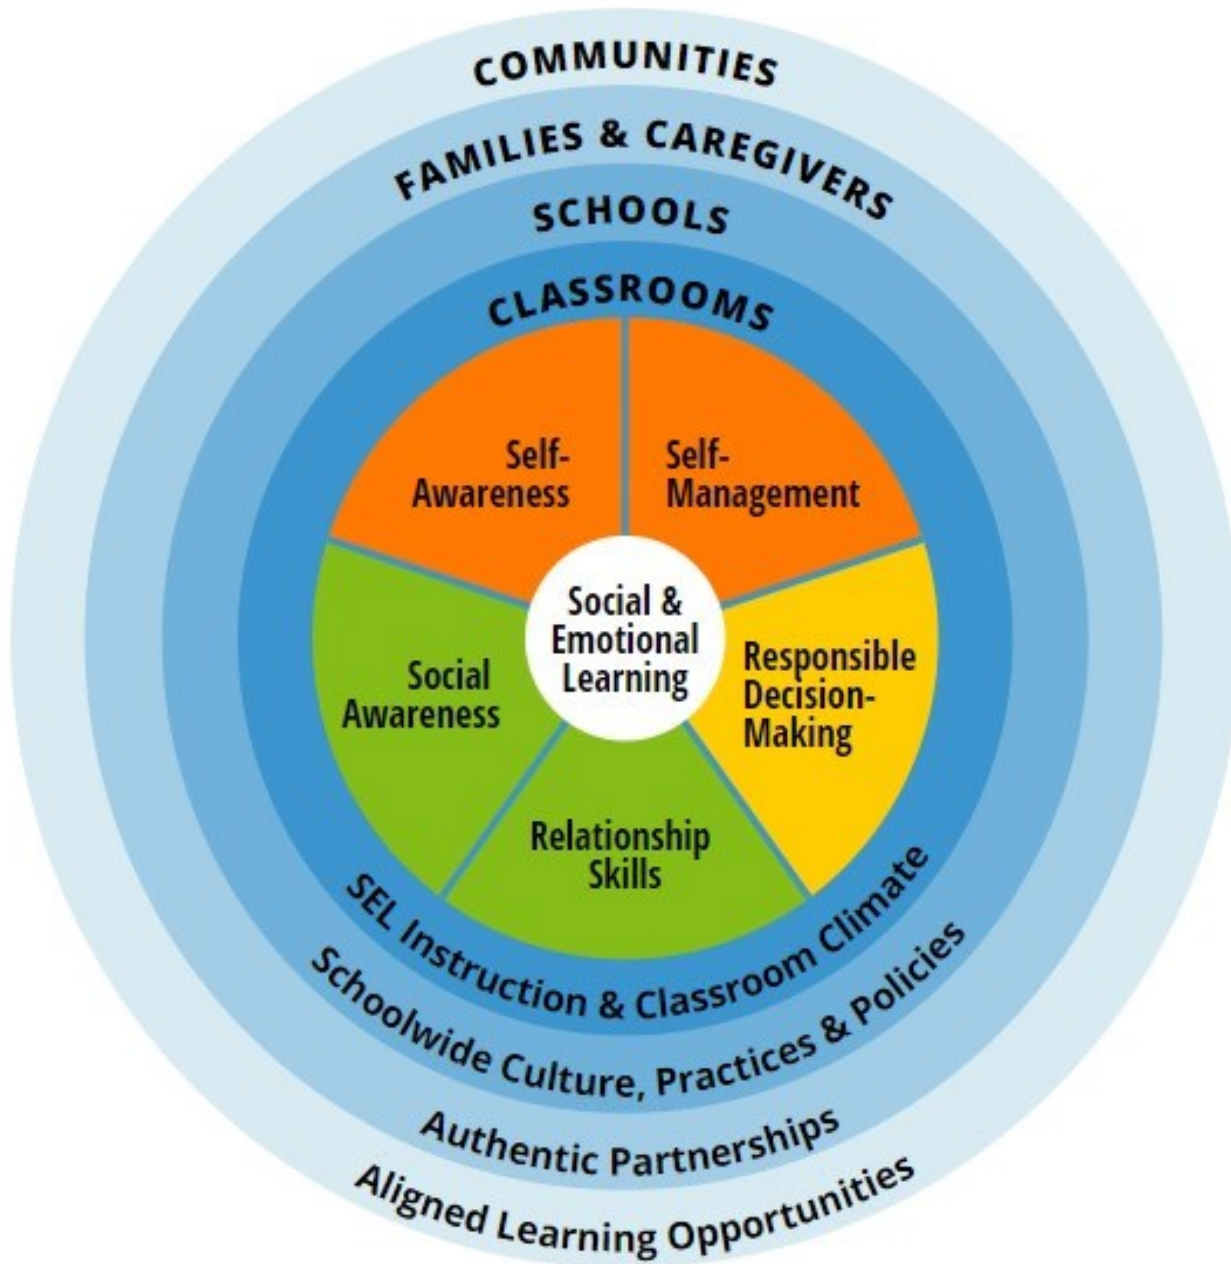 COMMUNITIES
FAMILIES & CAREGIVERS
SCHOOLS
CLASSROOMS
Self-
Awareness
Self-
Management
Social &
Emotional
Learning
Social
Awareness
Responsible
Decision-
Making
Relationship
Skills
SEL Instruction & Classroom Climate
Schoolwide Culture, Practices & Policies
Authentic Partnerships
Aligned Learning Opportunities